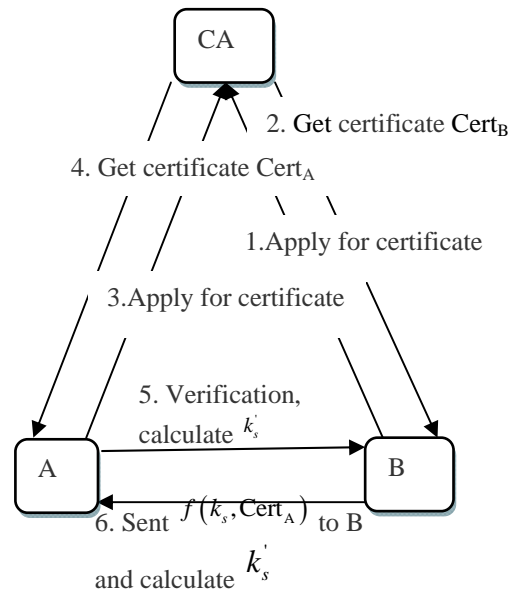 CA
2. Get certificate Cert_B
4. Get certificate Cert_A
1.Apply for certificate
3.Apply for certificate
5. Verification,
calculate k_s'
A
B
6. Sent f(k_s, Cert_A) to B
and calculate k_s'